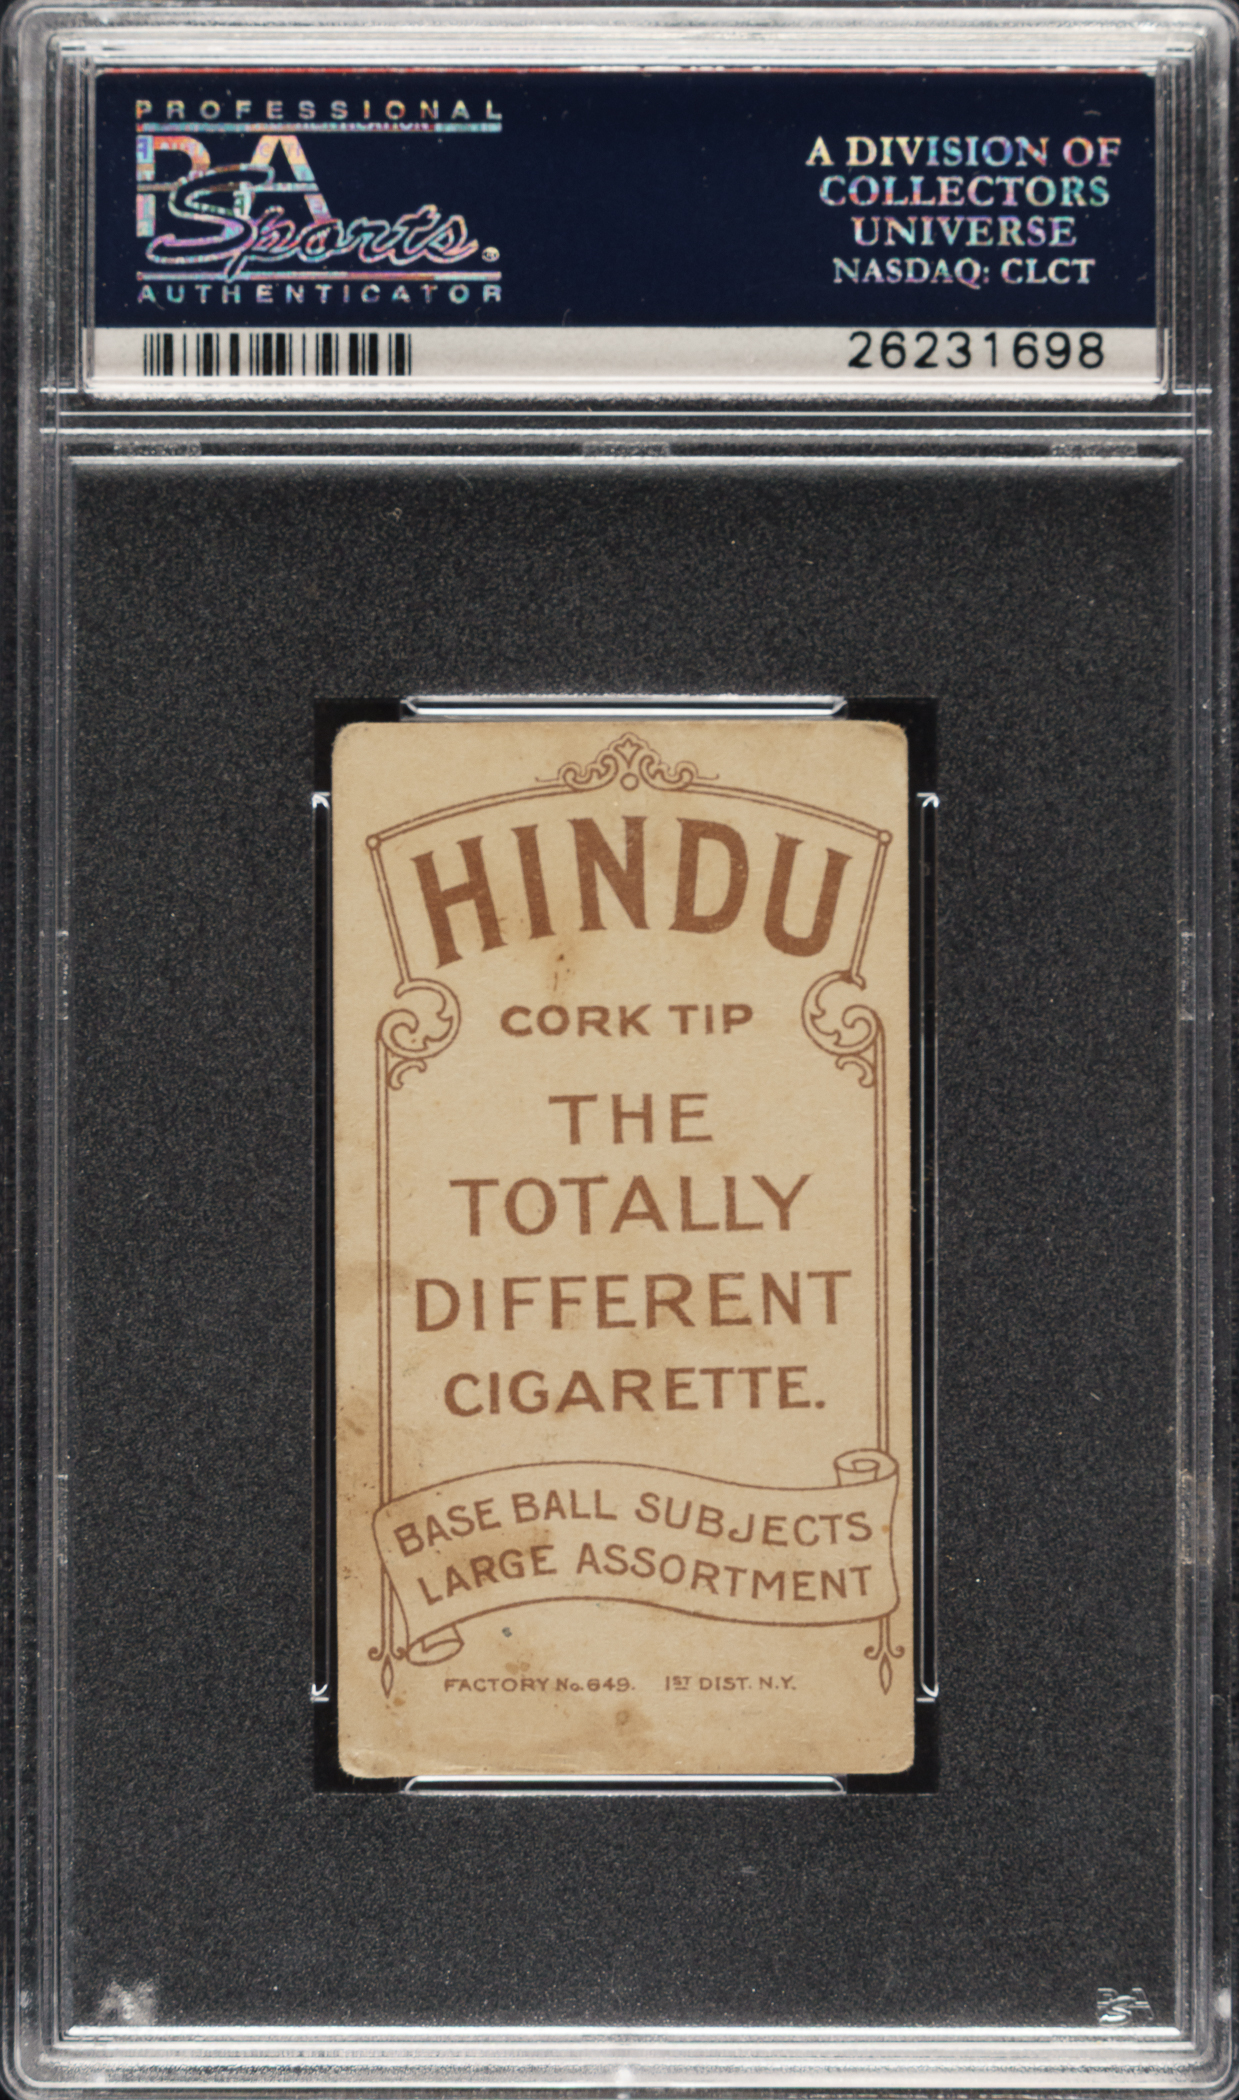 PROFESSIONAL
PSA
Sports.
AUTHENTICATOR
A DIVISION OF
COLLECTORS
UNIVERSE
NASDAQ: CLCT
26231698
HINDU
CORK TIP
THE
TOTALLY
DIFFERENT
CIGARETTE.
BASE BALL SUBJECTS
LARGE ASSORTMENT
FACTORY No. 649. 1ST DIST. N.Y.
PSA